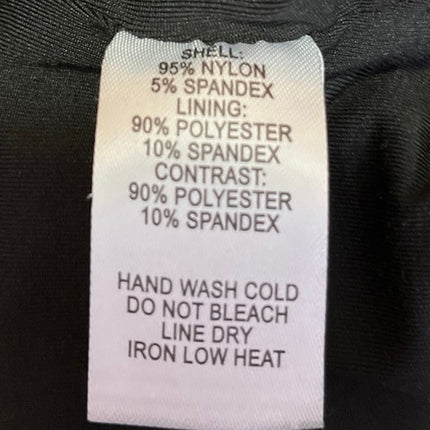 SHELL:
95% NYLON
5% SPANDEX
LINING:
90% POLYESTER
10% SPANDEX
CONTRAST:
90% POLYESTER
10% SPANDEX
HAND WASH COLD
DO NOT BLEACH
LINE DRY
IRON LOW HEAT